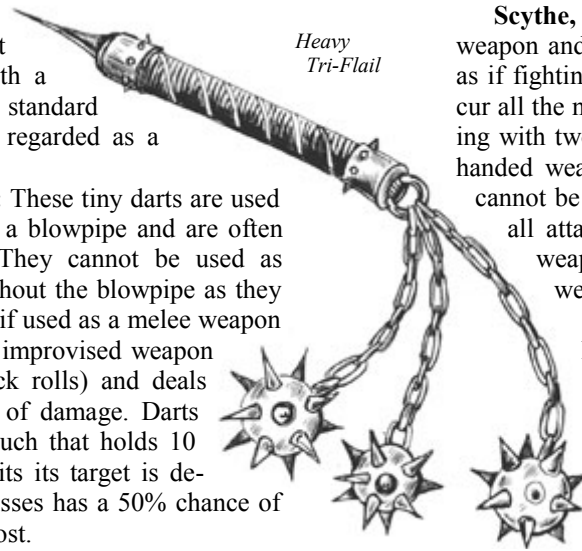 t
th a
standard
regarded as a
: These tiny darts are used
a blowpipe and are often
They cannot be used as
hout the blowpipe as they
if used as a melee weapon
improvised weapon
ck rolls) and deals
of damage. Darts
uch that holds 10
its its target is de-
sses has a 50% chance of
ost.
Heavy
Tri-Flail
Scythe,
weapon and
as if fightin
cur all the
ing with tw
handed wea
cannot be
all atta
weap
we